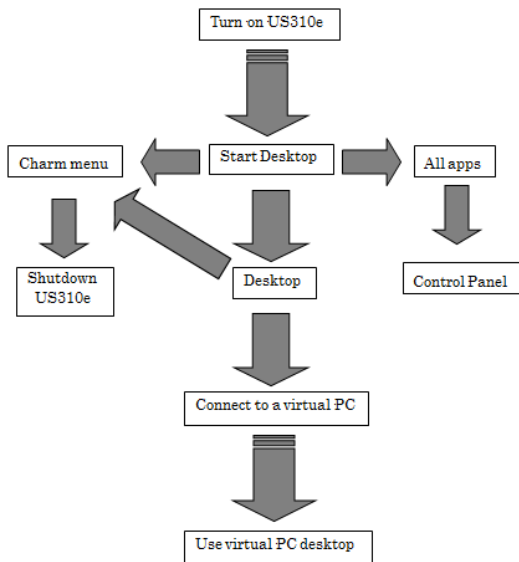 Turn on US310e
Charm menu
Start Desktop
All apps
Shutdown
US310e
Desktop
Control Panel
Connect to a virtual PC
Use virtual PC desktop